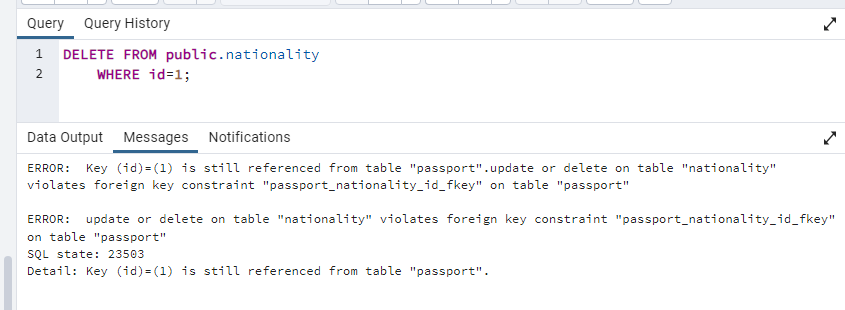 Query Query History
1 DELETE FROM public.nationality
2 WHERE id=1;
Data Output Messages Notifications
ERROR:  Key (id)=(1) is still referenced from table "passport".update or delete on table "nationality"
violates foreign key constraint "passport_nationality_id_fkey" on table "passport"
ERROR:  update or delete on table "nationality" violates foreign key constraint "passport_nationality_id_fkey"
on table "passport"
SQL state: 23503
Detail: Key (id)=(1) is still referenced from table "passport".